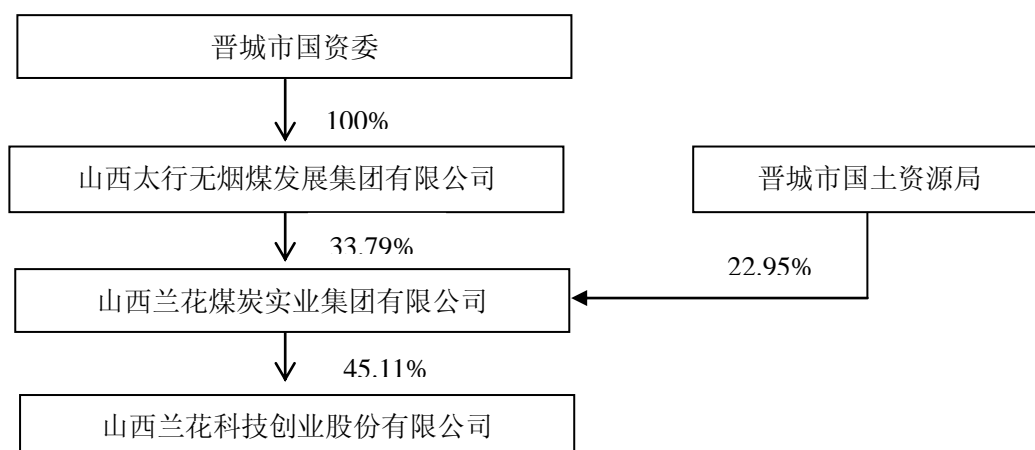 晋城市国资委
100%
山西太行无烟煤发展集团有限公司
晋城市国土资源局
33.79%
22.95%
山西兰花煤炭实业集团有限公司
45.11%
山西兰花科技创业股份有限公司